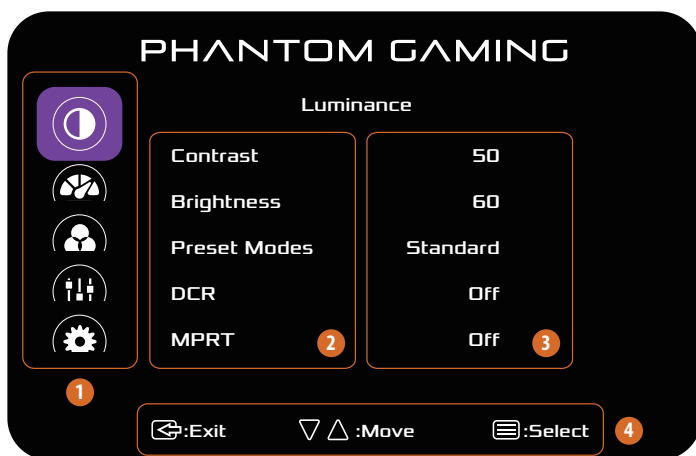 PHANTOM GAMING
Luminance
Contrast 50
Brightness 60
Preset Modes Standard
DCR Off
MPRT Off
2 3
1
:Exit :Move :Select 4